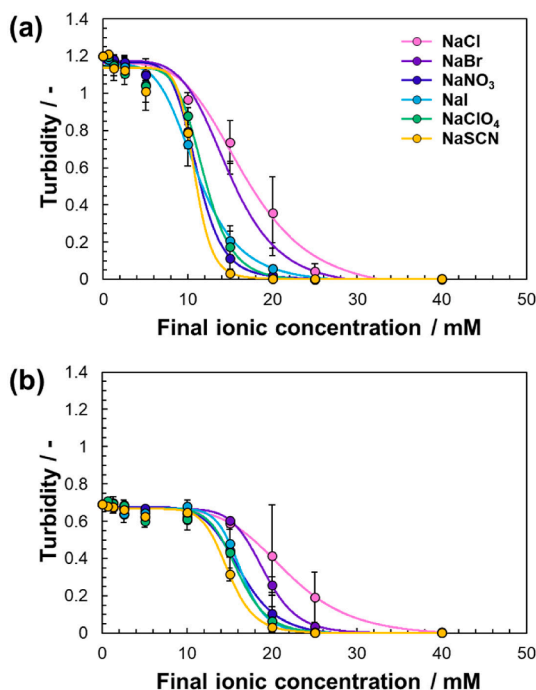 (a)
1.4
1.2
1
0.8
0.6
0.4
0.2
0
Turbidity / -
NaCl
NaBr
NaNO₃
NaI
NaClO₄
NaSCN
0 10 20 30 40 50
Final ionic concentration / mM
(b)
1.4
1.2
1
0.8
0.6
0.4
0.2
0
Turbidity / -
0 10 20 30 40 50
Final ionic concentration / mM